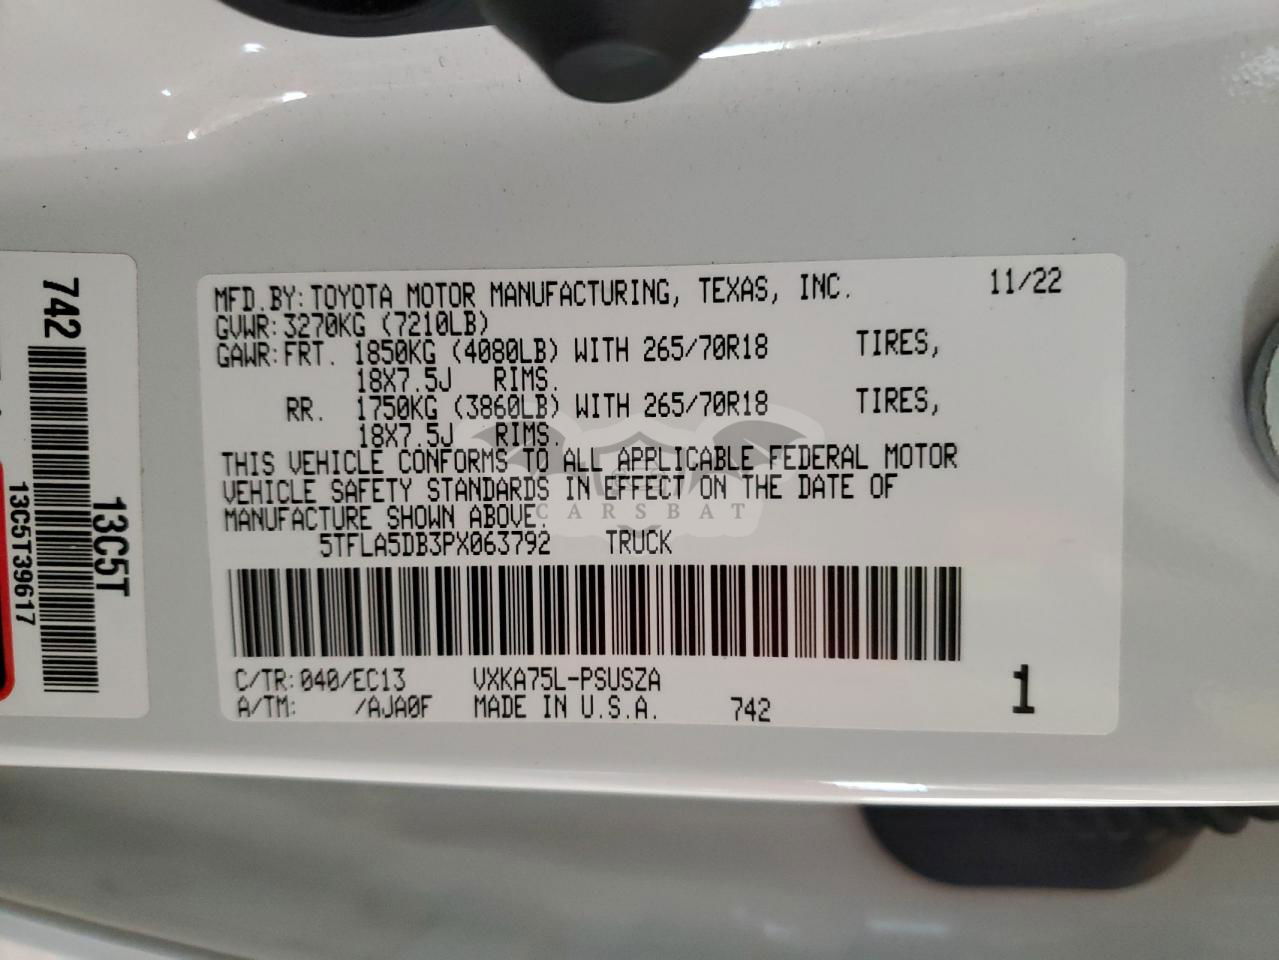 MFD.BY: TOYOTA MOTOR MANUFACTURING, TEXAS, INC. 11/22
GVWR: 3270KG (7210LB)
GAWR: FRT. 1850KG (4080LB) WITH 265/70R18 TIRES,
18X7.5J RIMS.
RR. 1750KG (3860LB) WITH 265/70R18 TIRES,
18X7.5J RIMS.
THIS VEHICLE CONFORMS TO ALL APPLICABLE FEDERAL MOTOR
VEHICLE SAFETY STANDARDS IN EFFECT ON THE DATE OF
MANUFACTURE SHOWN ABOVE.
CARSBAT
5TFLA5DB3PX063792 TRUCK
C/TR: 040/EC13 VXKA75L-PSUSZA
A/TM: /AJA0F MADE IN U.S.A. 742
1
742
13C5T
13C5T39617